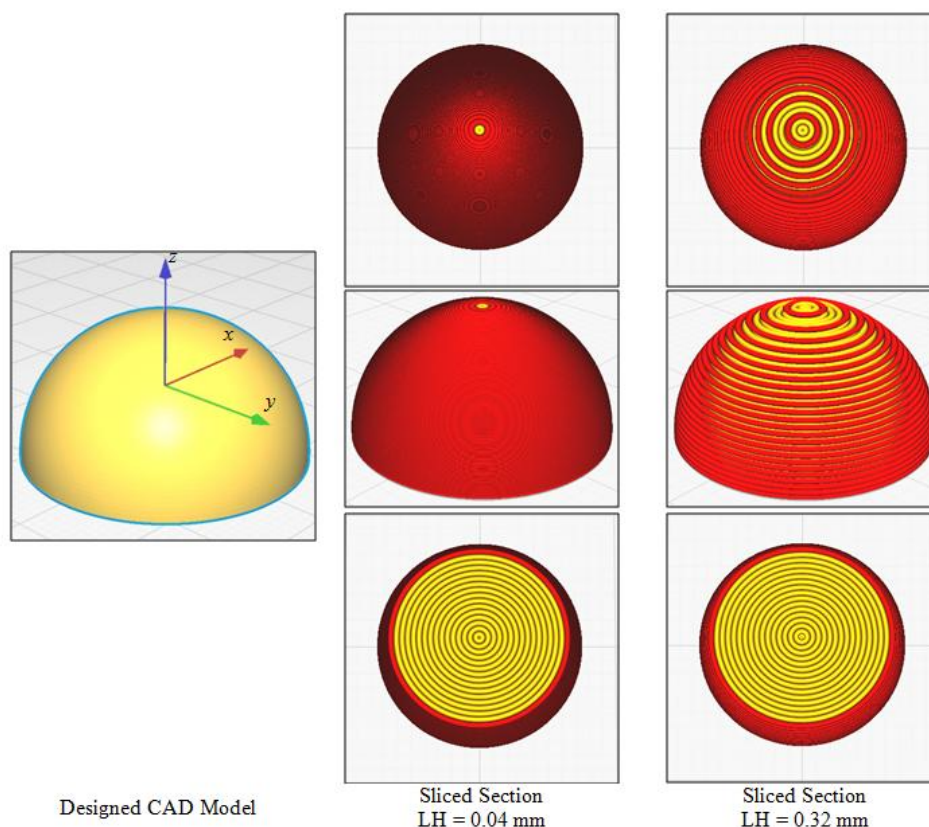 z
x
y
Designed CAD Model
Sliced Section
LH = 0.04 mm
Sliced Section
LH = 0.32 mm